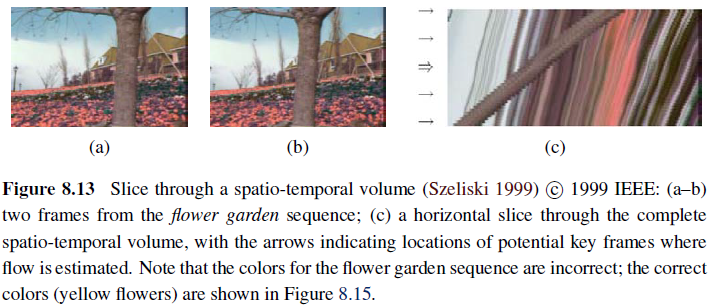 (a)
(b)
(c)
Figure 8.13 Slice through a spatio-temporal volume (Szeliski 1999) © 1999 IEEE: (a–b)
two frames from the flower garden sequence; (c) a horizontal slice through the complete
spatio-temporal volume, with the arrows indicating locations of potential key frames where
flow is estimated. Note that the colors for the flower garden sequence are incorrect; the correct
colors (yellow flowers) are shown in Figure 8.15.